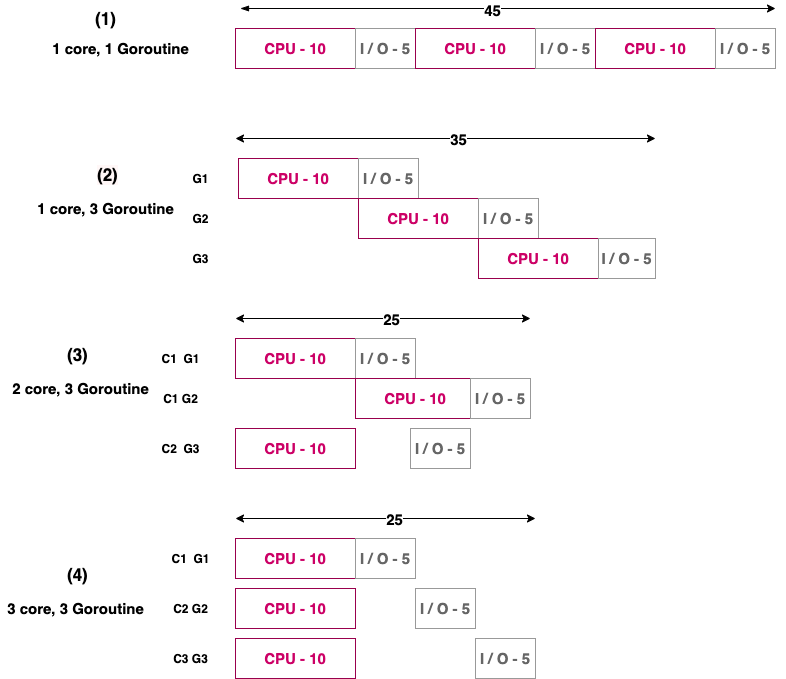 (1)
1 core, 1 Goroutine
45
CPU - 10 I / O - 5 CPU - 10 I / O - 5 CPU - 10 I / O - 5
(2)
1 core, 3 Goroutine
35
G1 CPU - 10 I / O - 5
G2 CPU - 10 I / O - 5
G3 CPU - 10 I / O - 5
(3)
2 core, 3 Goroutine
25
C1 G1 CPU - 10 I / O - 5
C1 G2 CPU - 10 I / O - 5
C2 G3 CPU - 10 I / O - 5
(4)
3 core, 3 Goroutine
25
C1 G1 CPU - 10 I / O - 5
C2 G2 CPU - 10 I / O - 5
C3 G3 CPU - 10 I / O - 5